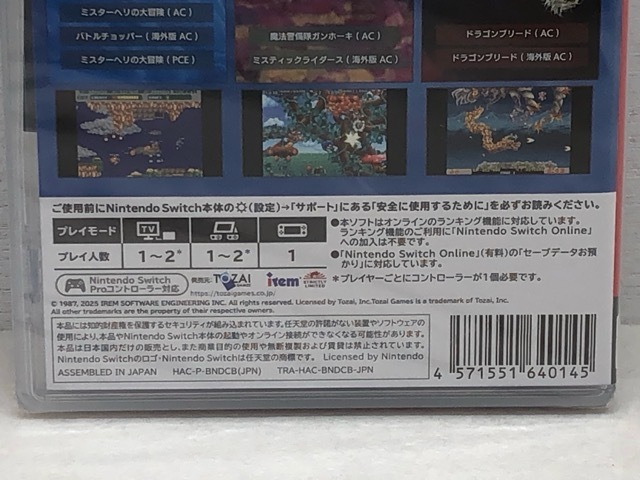 ミスターヘリの大冒険 ( AC )
バトルチョッパー ( 海外版 AC )
ミスターヘリの大冒険 ( PCE )
魔法警備隊ガンホーキ ( AC )
ミスティックライダーズ ( 海外版 AC )
ドラゴンブリード ( AC )
ドラゴンブリード ( 海外版 AC )
ご使用前にNintendo Switch本体の(設定)→「サポート」にある「安全に使用するために」を必ずお読みください。
プレイモード TV
プレイ人数 1~2* 1~2* 1
●本ソフトはオンラインのランキング機能に対応しています。
ランキング機能のご利用に「Nintendo Switch Online」
への加入は不要です。
●「Nintendo Switch Online」(有料)の「セーブデータお預
かり」に対応しています。
＊プレイヤーごとにコントローラーが1個必要です。
Nintendo Switch
Proコントローラー対応
発売元: TOZAI GAMES
https://tozaigames.co.jp/
irem
STRICTLY LIMITED
© 1987, 2025 IREM SOFTWARE ENGINEERING INC. All rights reserved. Licensed by Tozai, Inc.Tozai Games is a trademark of Tozai, Inc.
All other trademarks are the property of their respective owners.
本品には知的財産権を保護するセキュリティが組み込まれています。任天堂の許諾がない装置やソフトウェアの
使用により、本品やNintendo Switch本体の起動やオンライン接続ができなくなる可能性があります。
本品は日本国内だけの販売とし、また商業目的の使用や無断複製および賃貸は禁止されています。
Nintendo Switchのロゴ・Nintendo Switchは任天堂の商標です。 Licensed by Nintendo
ASSEMBLED IN JAPAN HAC-P-BNDCB(JPN) TRA-HAC-BNDCB-JPN
4 571551 640145